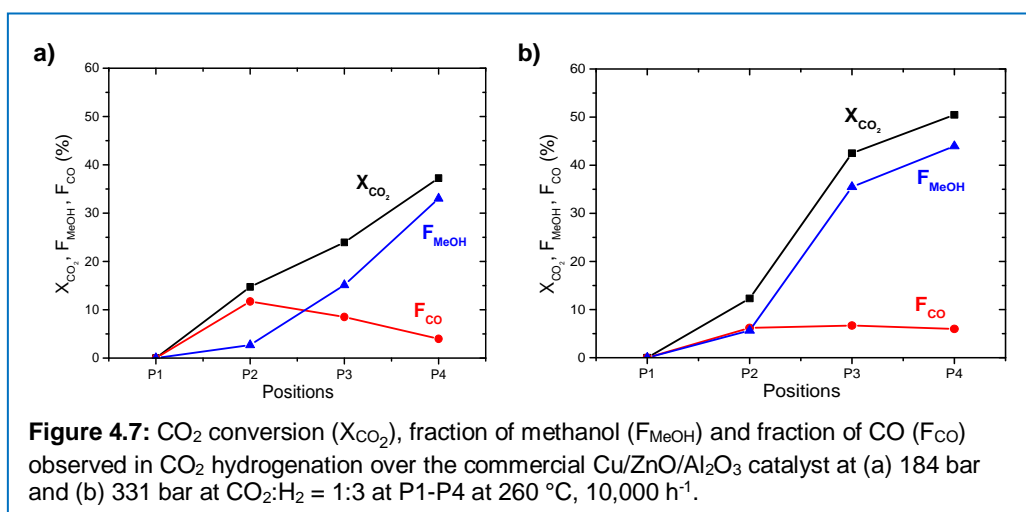 a)
60
50
40
30
20
10
0
X_CO₂, F_MeOH, F_CO (%)
X_CO₂
F_MeOH
F_CO
P1 P2 P3 P4
Positions
b)
60
50
40
30
20
10
0
X_CO₂, F_MeOH, F_CO (%)
X_CO₂
F_MeOH
F_CO
P1 P2 P3 P4
Positions
Figure 4.7: CO₂ conversion (X_CO₂), fraction of methanol (F_MeOH) and fraction of CO (F_CO)
observed in CO₂ hydrogenation over the commercial Cu/ZnO/Al₂O₃ catalyst at (a) 184 bar
and (b) 331 bar at CO₂:H₂ = 1:3 at P1-P4 at 260 °C, 10,000 h⁻¹.